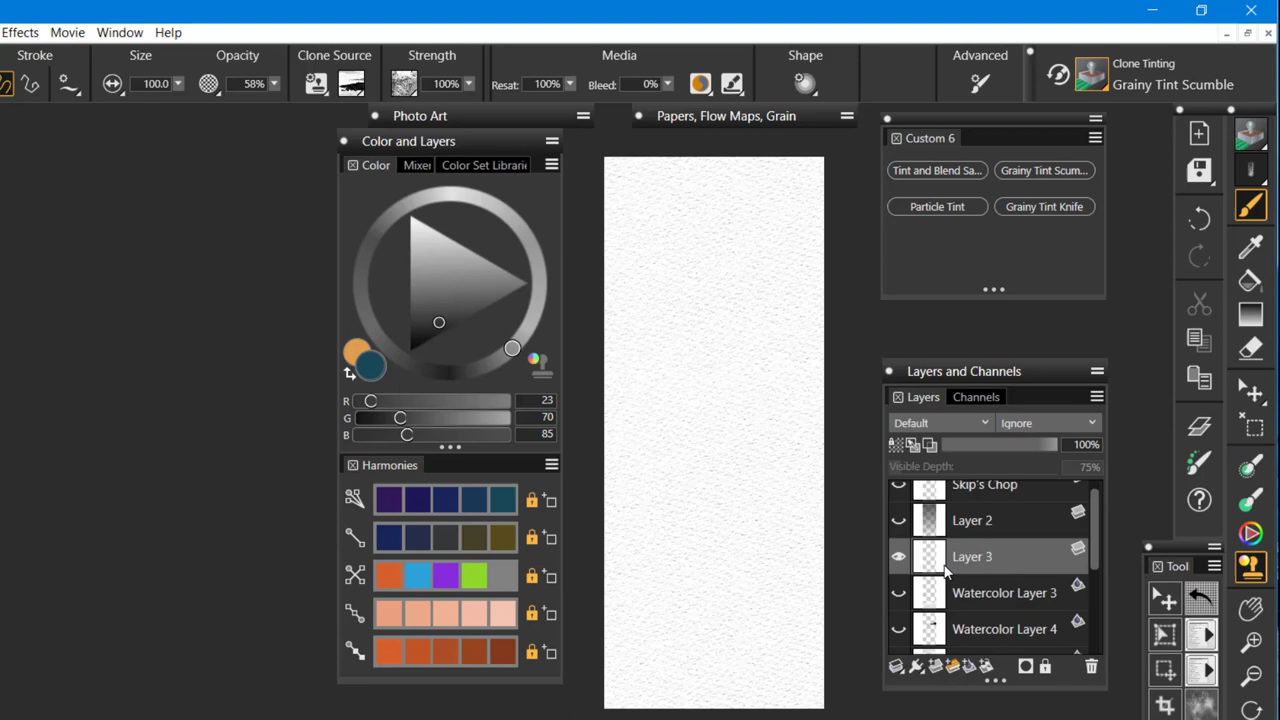 Effects Movie Window Help
Stroke Size Opacity Clone Source Strength Media Shape Advanced
Clone Tinting
100.0 58% 100% Resat: 100% Bleed: 0% Grainy Tint Scumble
Photo Art Papers, Flow Maps, Grain
Color and Layers
Color Mixer Color Set Librarie
R 23
G 70
B 85
Harmonies
Custom 6
Tint and Blend Sa... Grainy Tint Scum...
Particle Tint Grainy Tint Knife
Layers and Channels
Layers Channels
Default Ignore
100%
Visible Depth: 75%
Skip's Chop
Layer 2
Layer 3
Watercolor Layer 3
Watercolor Layer 4
Tool